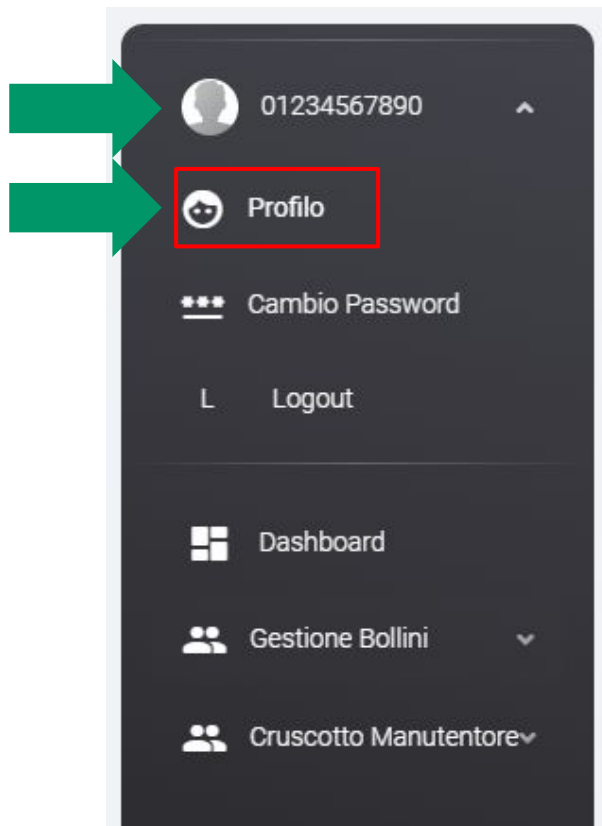 01234567890
Profilo
Cambio Password
L Logout
Dashboard
Gestione Bollini
Cruscotto Manutentore